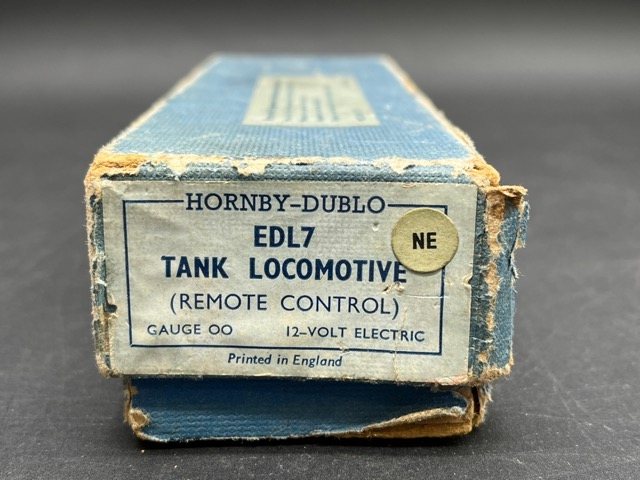 HORNBY-DUBLO
EDL7
NE
TANK LOCOMOTIVE
(REMOTE CONTROL)
GAUGE OO 12-VOLT ELECTRIC
Printed in England